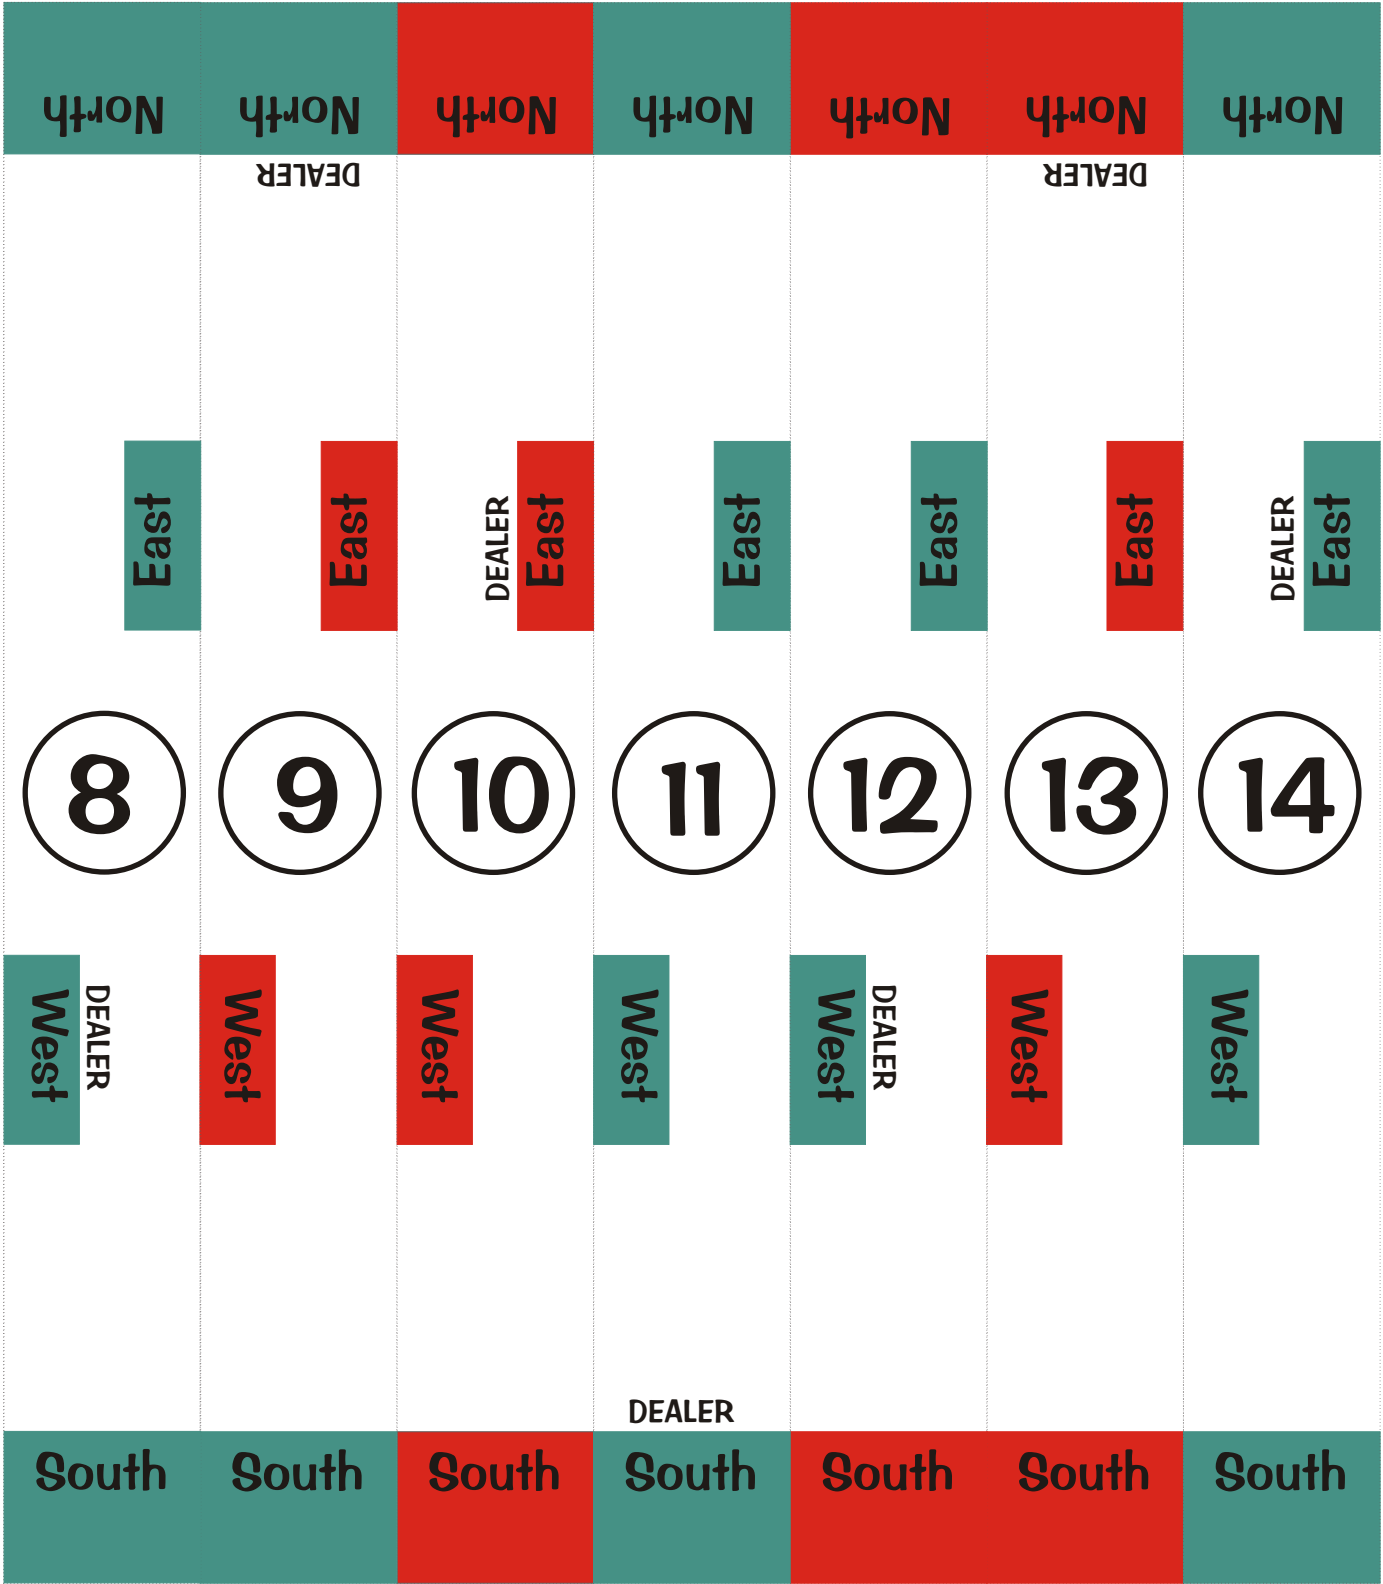 North North North North North North North
DEALER DEALER
East East DEALER East East East East DEALER East
8 9 10 11 12 13 14
West DEALER West West West West DEALER West West
DEALER
South South South South South South South